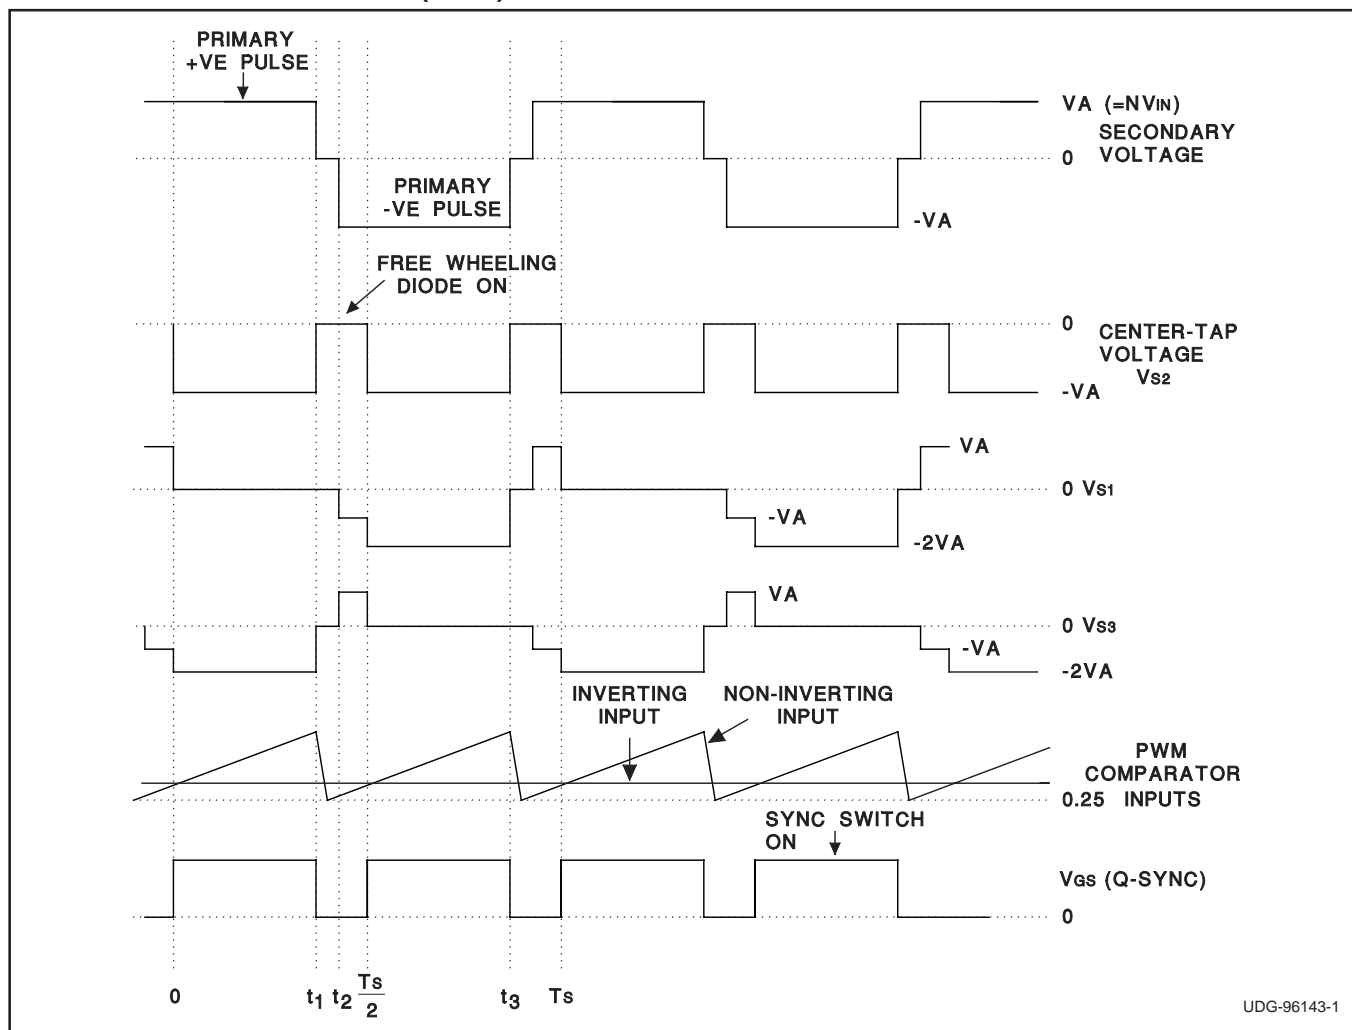 PRIMARY
+VE PULSE
VA (=NVIN)
SECONDARY
VOLTAGE
0
PRIMARY
-VE PULSE
-VA
FREE WHEELING
DIODE ON
0
CENTER-TAP
VOLTAGE
VS2
-VA
VA
0 VS1
-VA
-2VA
VA
0 VS3
-VA
-2VA
INVERTING
INPUT
NON-INVERTING
INPUT
PWM
COMPARATOR
0.25 INPUTS
SYNC SWITCH
ON
VGS (Q-SYNC)
0
0 t1 t2 Ts/2 t3 Ts
UDG-96143-1